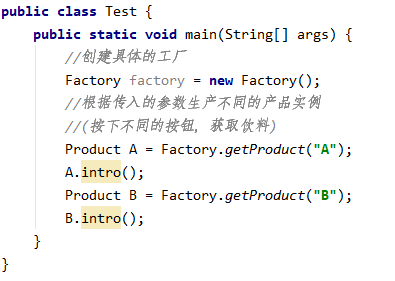 public class Test {
public static void main(String[] args) {
//创建具体的工厂
Factory factory = new Factory();
//根据传入的参数生产不同的产品实例
//(按下不同的按钮, 获取饮料)
Product A = Factory.getProduct("A");
A.intro();
Product B = Factory.getProduct("B");
B.intro();
}
}